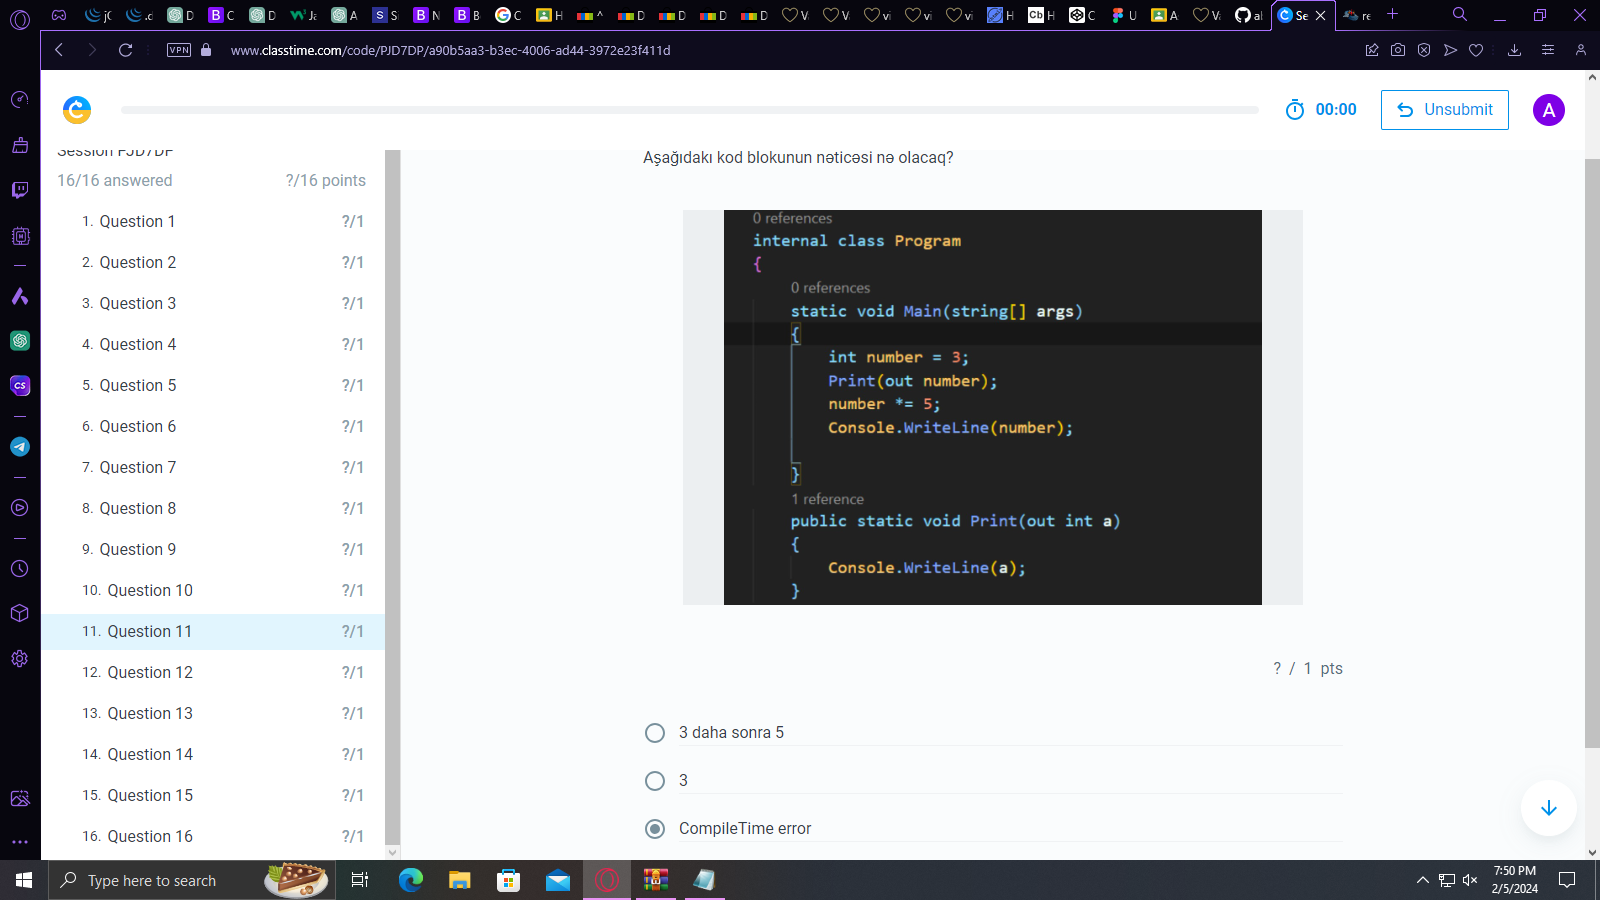 www.classtime.com/code/PJD7DP/a90b5aa3-b3ec-4006-ad44-3972e23f411d
VPN
00:00
Unsubmit
A
Session PJD7DP
16/16 answered
?/16 points
1. Question 1 ?/1
2. Question 2 ?/1
3. Question 3 ?/1
4. Question 4 ?/1
5. Question 5 ?/1
6. Question 6 ?/1
7. Question 7 ?/1
8. Question 8 ?/1
9. Question 9 ?/1
10. Question 10 ?/1
11. Question 11 ?/1
12. Question 12 ?/1
13. Question 13 ?/1
14. Question 14 ?/1
15. Question 15 ?/1
16. Question 16 ?/1
Aşağıdakı kod blokunun nəticəsi nə olacaq?
0 references
internal class Program
{
0 references
static void Main(string[] args)
{
int number = 3;
Print(out number);
number *= 5;
Console.WriteLine(number);
}
1 reference
public static void Print(out int a)
{
Console.WriteLine(a);
}
? / 1 pts
3 daha sonra 5
3
CompileTime error
Type here to search
7:50 PM
2/5/2024